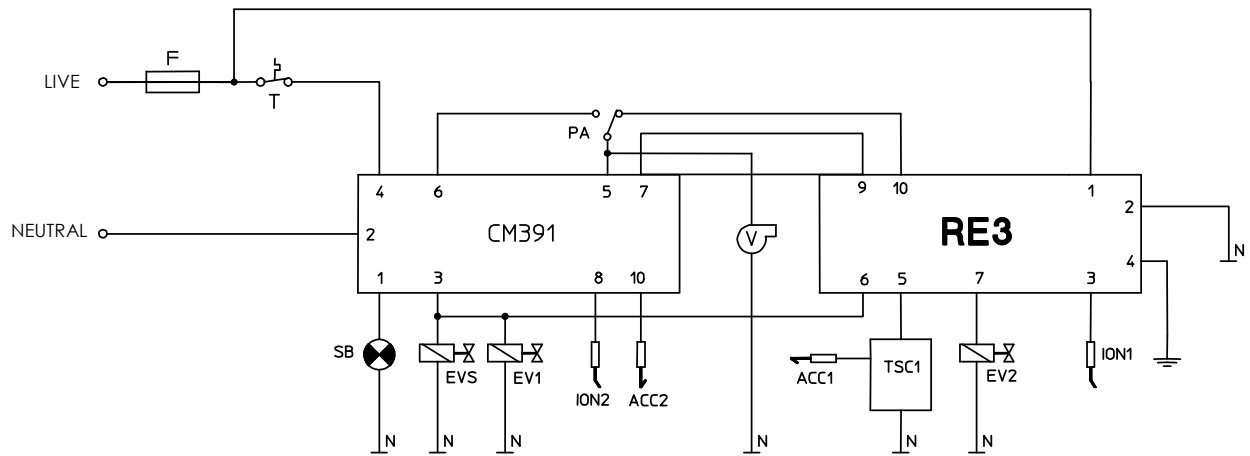 F
LIVE
T
PA
4 6 5 7 9 10 1
2
NEUTRAL
2 CM391 V RE3
N
4
1 3 8 10 6 5 7 3
SB
EVS EV1 ION2 ACC2 ACC1 TSC1 EV2 ION1
N N N N N N